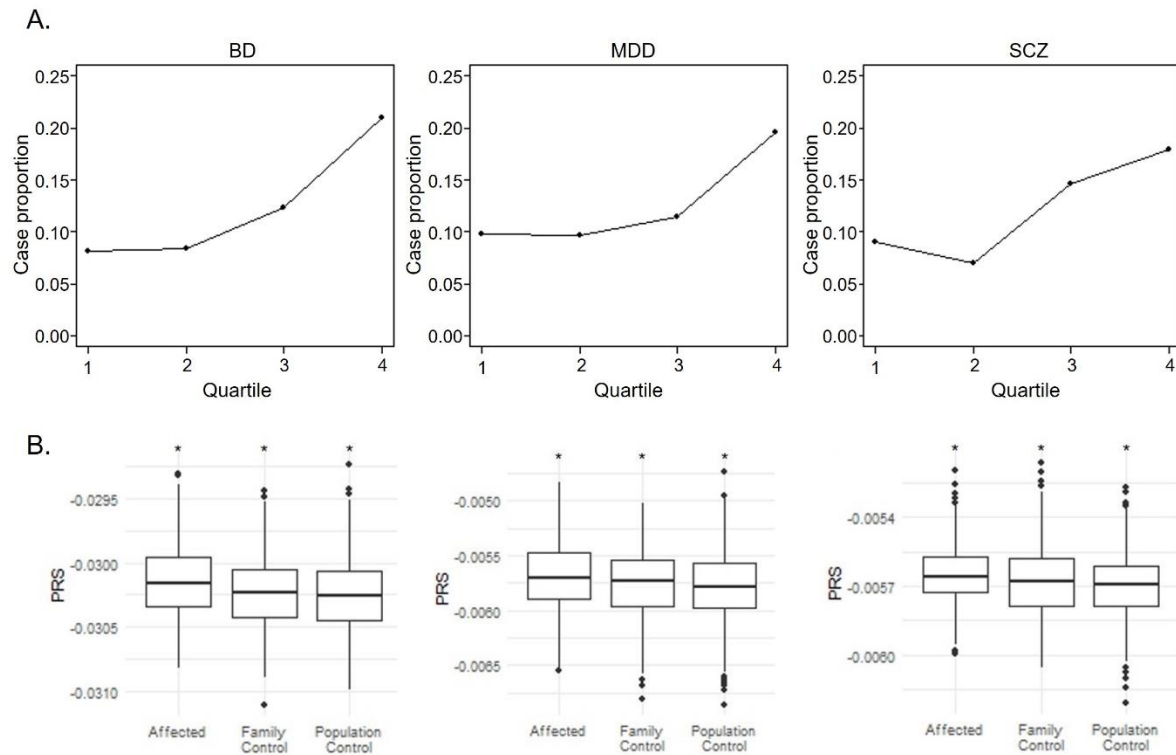 A.
BD
MDD
SCZ
Case proportion
0.25
0.20
0.15
0.10
0.05
0.00
1 2 3 4
Quartile
Case proportion
0.25
0.20
0.15
0.10
0.05
0.00
1 2 3 4
Quartile
Case proportion
0.25
0.20
0.15
0.10
0.05
0.00
1 2 3 4
Quartile
B.
* * *
PRS
-0.0295
-0.0300
-0.0305
-0.0310
Affected
Family
Control
Population
Control
* * *
PRS
-0.0050
-0.0055
-0.0060
-0.0065
Affected
Family
Control
Population
Control
* * *
PRS
-0.0054
-0.0057
-0.0060
Affected
Family
Control
Population
Control